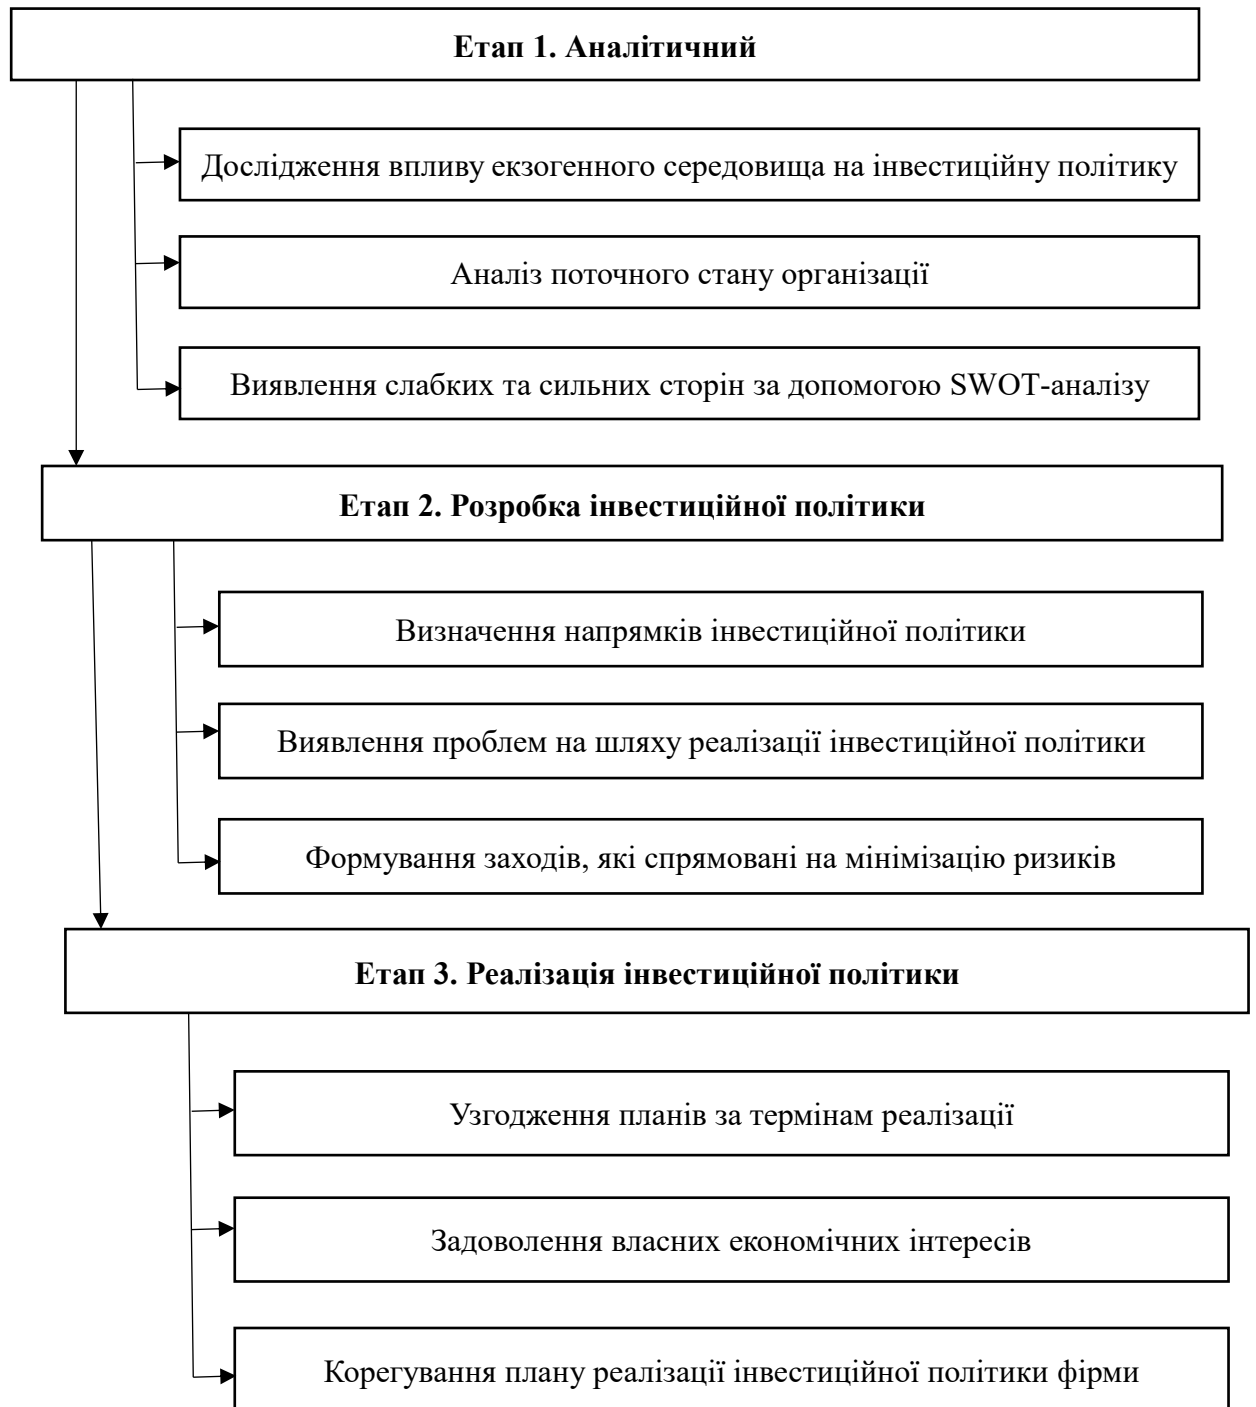 Етап 1. Аналітичний
Дослідження впливу екзогенного середовища на інвестиційну політику
Аналіз поточного стану організації
Виявлення слабких та сильних сторін за допомогою SWOT-аналізу
Етап 2. Розробка інвестиційної політики
Визначення напрямків інвестиційної політики
Виявлення проблем на шляху реалізації інвестиційної політики
Формування заходів, які спрямовані на мінімізацію ризиків
Етап 3. Реалізація інвестиційної політики
Узгодження планів за термінам реалізації
Задоволення власних економічних інтересів
Корегування плану реалізації інвестиційної політики фірми